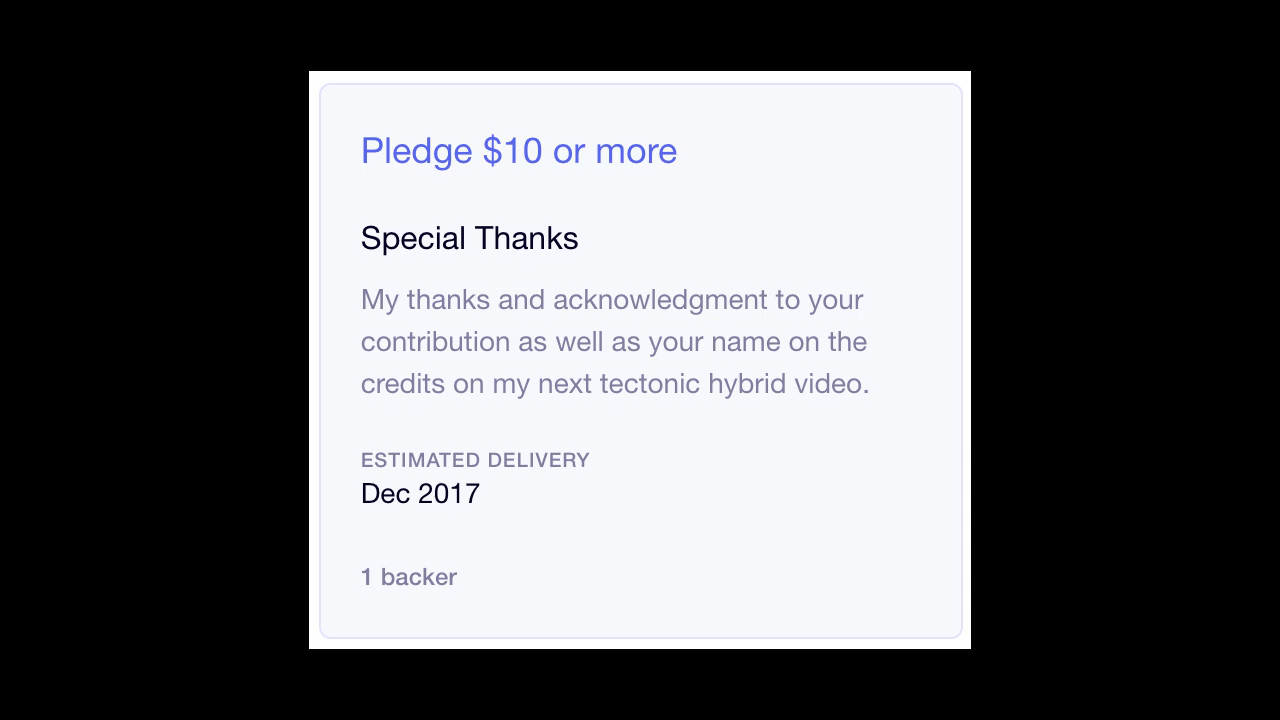 Pledge $10 or more
Special Thanks
My thanks and acknowledgment to your
contribution as well as your name on the
credits on my next tectonic hybrid video.
ESTIMATED DELIVERY
Dec 2017
1 backer